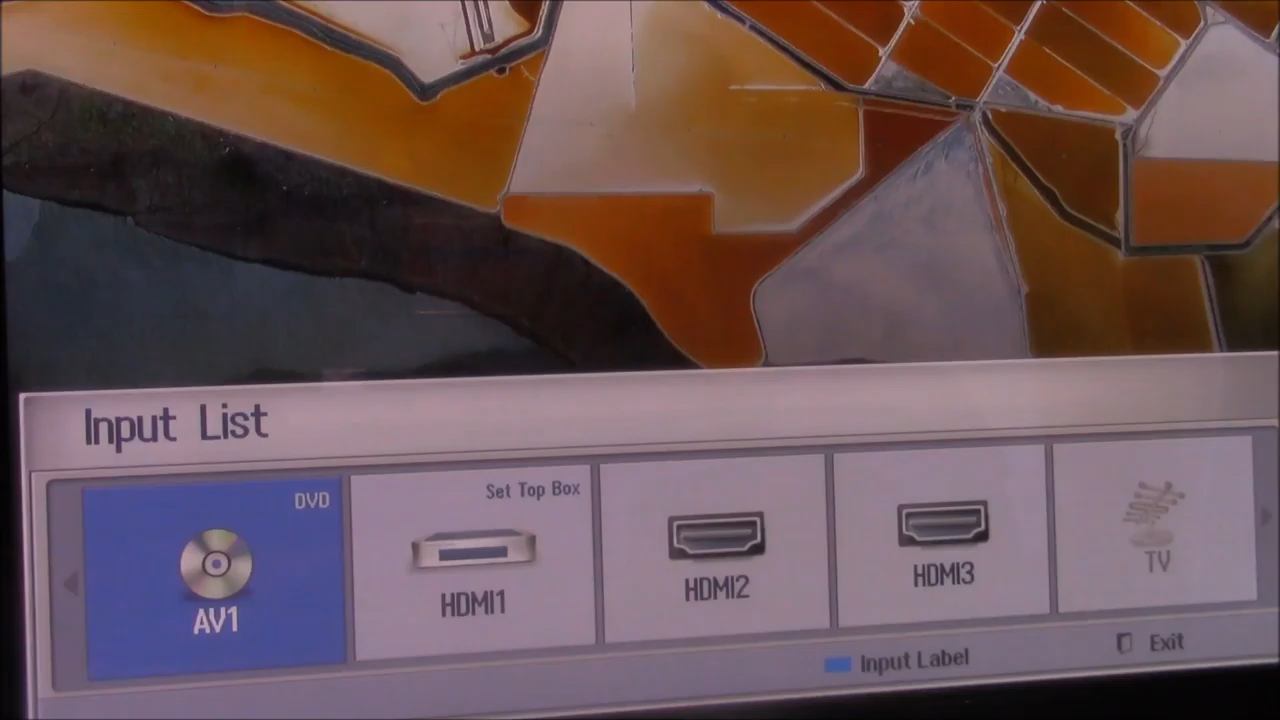 Input List
DVD
AV1
Set Top Box
HDMI1
HDMI2
HDMI3
TV
Input Label
Exit